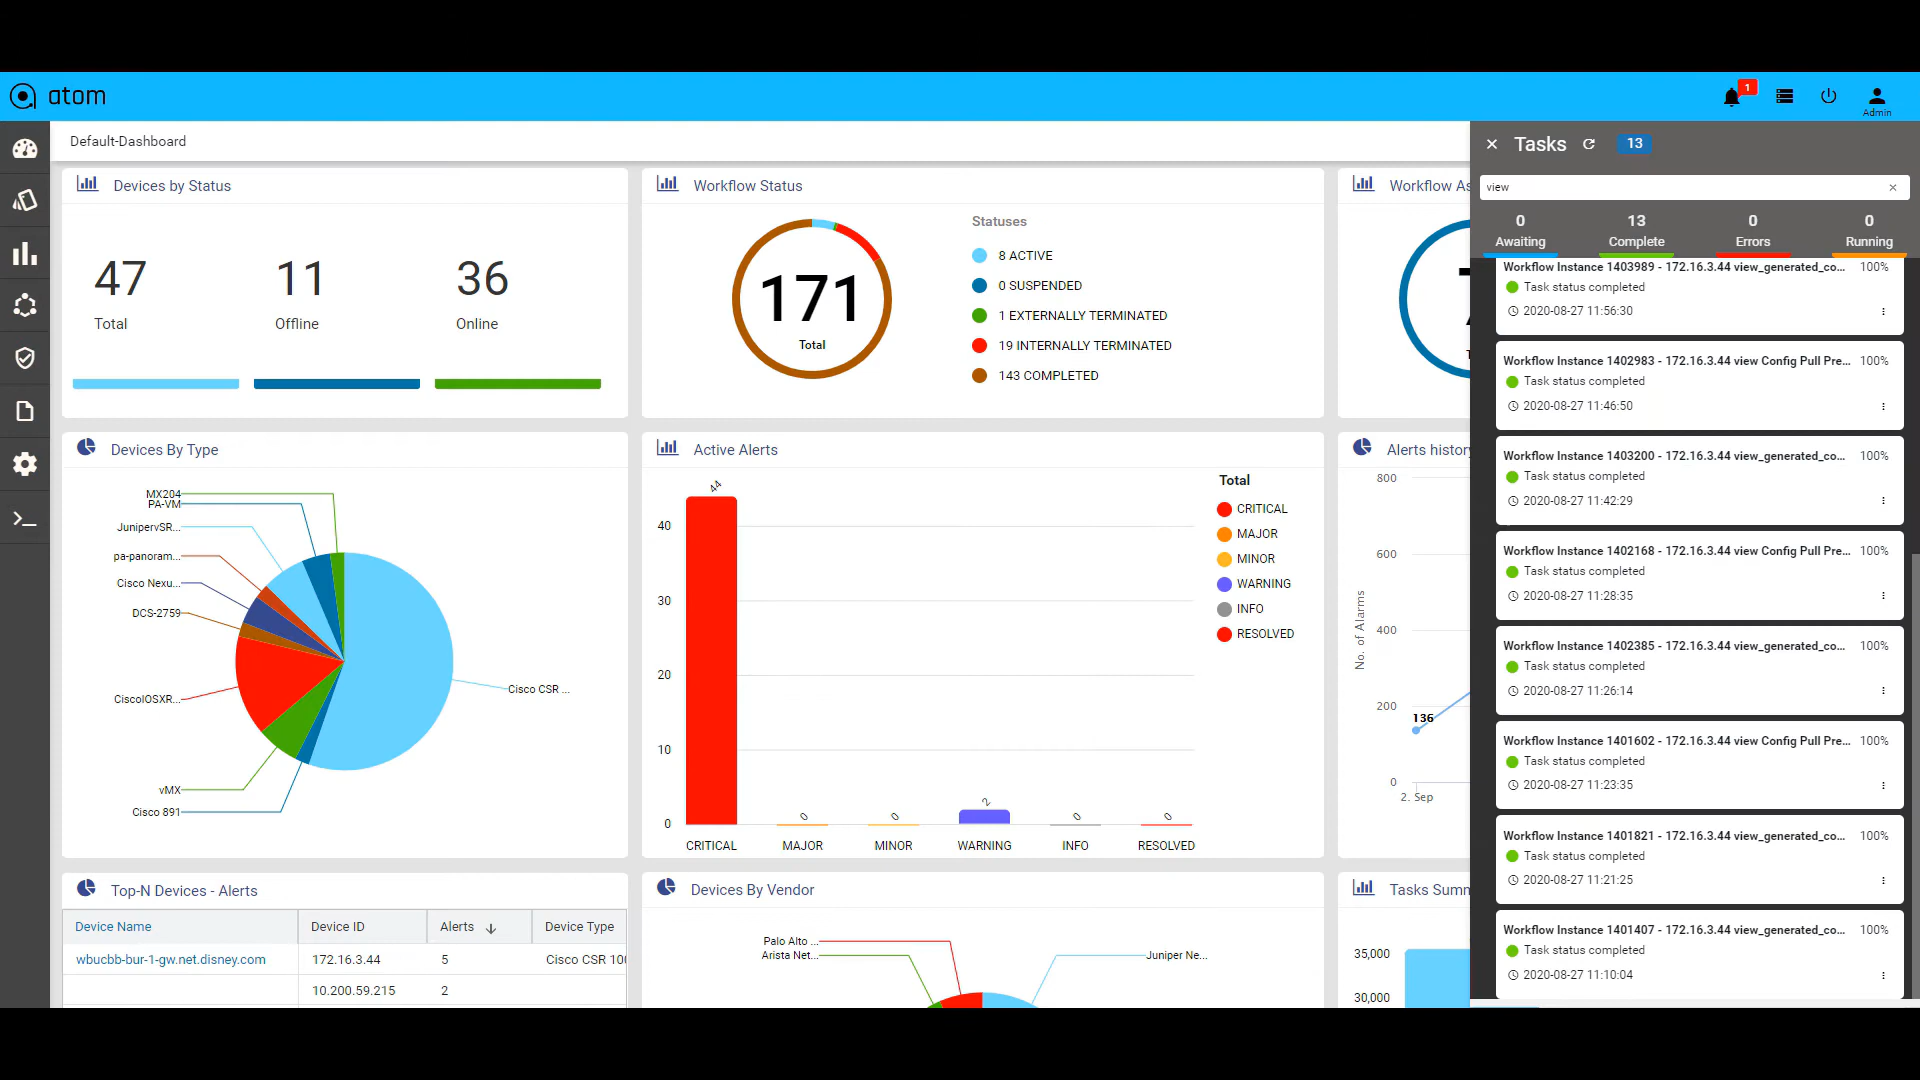 atom
1
Admin
Default-Dashboard
Devices by Status
47
Total
11
Offline
36
Online
Workflow Status
171
Total
Statuses
8 ACTIVE
0 SUSPENDED
1 EXTERNALLY TERMINATED
19 INTERNALLY TERMINATED
143 COMPLETED
Workflow As
Devices By Type
MX204
PA-VM
JunipervSR...
pa-panoram...
Cisco Nexu...
DCS-2759
CiscoIOSXR...
vMX
Cisco 891
Cisco CSR ...
Active Alerts
44
40
30
20
10
0
0
0
2
0
0
CRITICAL
MAJOR
MINOR
WARNING
INFO
RESOLVED
Total
CRITICAL
MAJOR
MINOR
WARNING
INFO
RESOLVED
Alerts history
800
600
400
200
0
No. of Alarms
136
2. Sep
Top-N Devices - Alerts
Device Name
Device ID
Alerts
Device Type
wbucbb-bur-1-gw.net.disney.com
172.16.3.44
5
Cisco CSR 100
10.200.59.215
2
Devices By Vendor
Palo Alto ...
Arista Net...
Juniper Ne...
Tasks Summ
35,000
30,000
Tasks
13
view
0
Awaiting
13
Complete
0
Errors
0
Running
Workflow Instance 1403989 - 172.16.3.44 view_generated_co... 100%
Task status completed
2020-08-27 11:56:30
Workflow Instance 1402983 - 172.16.3.44 view Config Pull Pre... 100%
Task status completed
2020-08-27 11:46:50
Workflow Instance 1403200 - 172.16.3.44 view_generated_co... 100%
Task status completed
2020-08-27 11:42:29
Workflow Instance 1402168 - 172.16.3.44 view Config Pull Pre... 100%
Task status completed
2020-08-27 11:28:35
Workflow Instance 1402385 - 172.16.3.44 view_generated_co... 100%
Task status completed
2020-08-27 11:26:14
Workflow Instance 1401602 - 172.16.3.44 view Config Pull Pre... 100%
Task status completed
2020-08-27 11:23:35
Workflow Instance 1401821 - 172.16.3.44 view_generated_co... 100%
Task status completed
2020-08-27 11:21:25
Workflow Instance 1401407 - 172.16.3.44 view_generated_co... 100%
Task status completed
2020-08-27 11:10:04